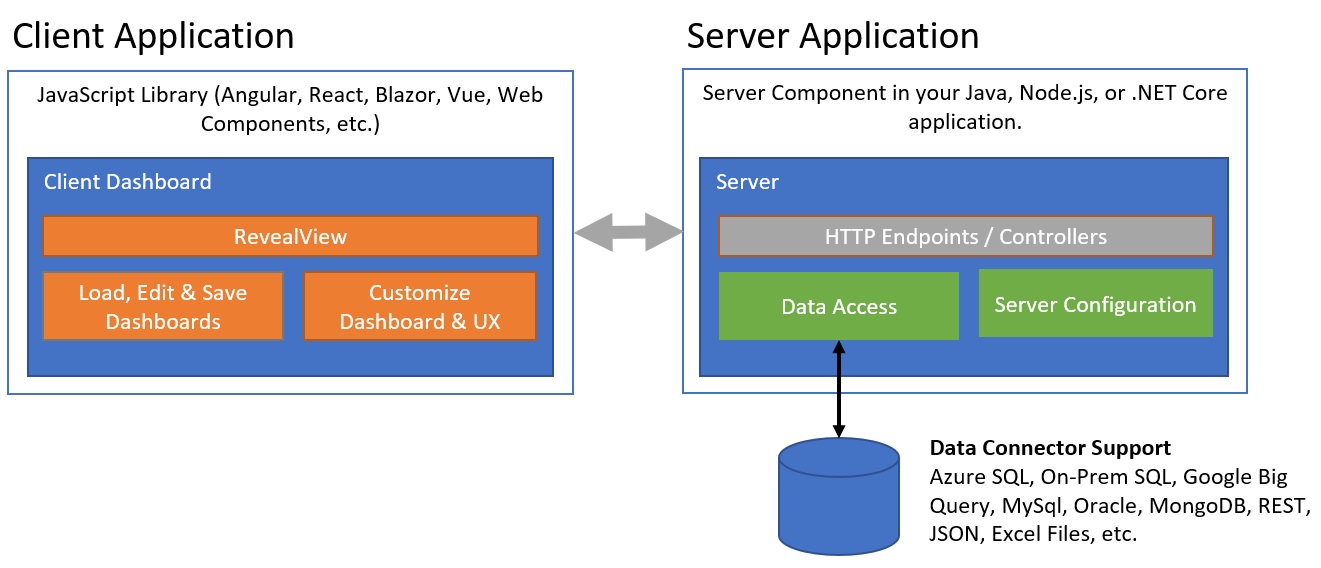 Client Application
JavaScript Library (Angular, React, Blazor, Vue, Web
Components, etc.)
Client Dashboard
RevealView
Load, Edit & Save
Dashboards
Customize
Dashboard & UX
Server Application
Server Component in your Java, Node.js, or .NET Core
application.
Server
HTTP Endpoints / Controllers
Data Access
Server Configuration
Data Connector Support
Azure SQL, On-Prem SQL, Google Big
Query, MySql, Oracle, MongoDB, REST,
JSON, Excel Files, etc.